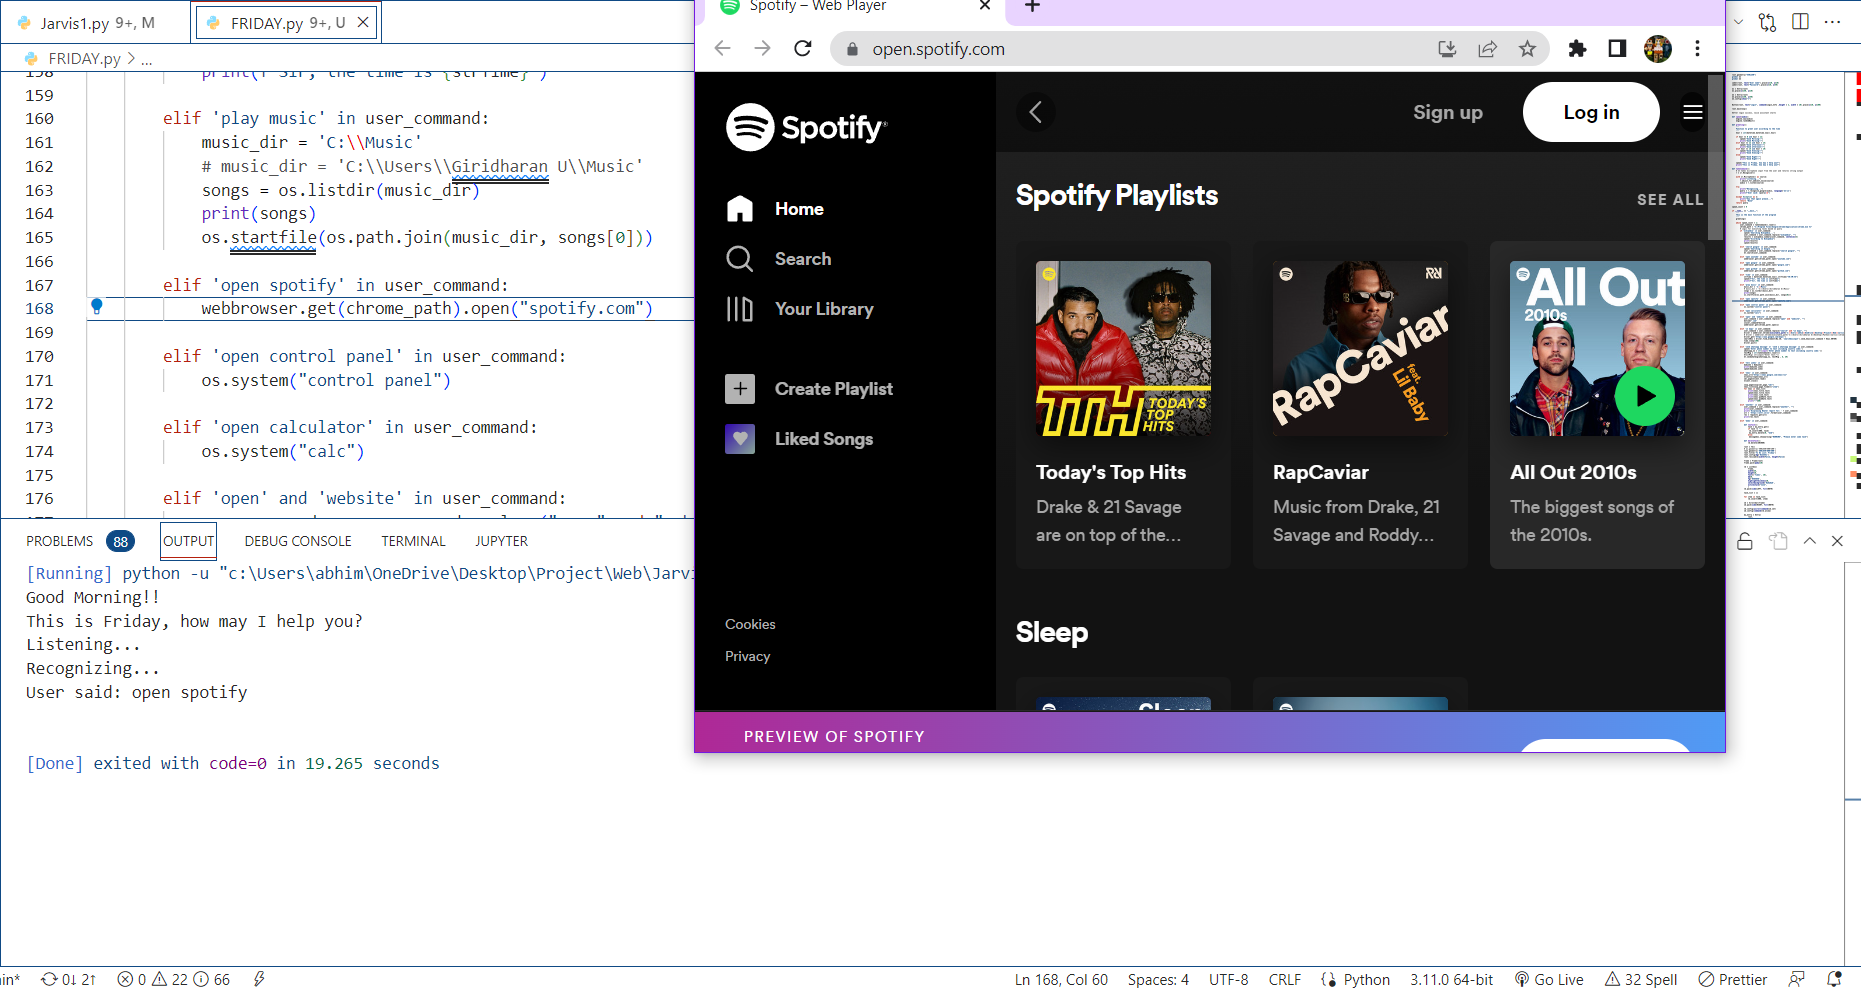 Jarvis1.py 9+, M
FRIDAY.py 9+, U
FRIDAY.py > ...
158 print(f"Sir, the time is {strTime}")
159
160 elif 'play music' in user_command:
161 music_dir = 'C:\\Music'
162 # music_dir = 'C:\\Users\\Giridharan U\\Music'
163 songs = os.listdir(music_dir)
164 print(songs)
165 os.startfile(os.path.join(music_dir, songs[0]))
166
167 elif 'open spotify' in user_command:
168 webbrowser.get(chrome_path).open("spotify.com")
169
170 elif 'open control panel' in user_command:
171 os.system("control panel")
172
173 elif 'open calculator' in user_command:
174 os.system("calc")
175
176 elif 'open' and 'website' in user_command:
PROBLEMS 88 OUTPUT DEBUG CONSOLE TERMINAL JUPYTER
[Running] python -u "c:\Users\abhim\OneDrive\Desktop\Project\Web\Jarvi
Good Morning!!
This is Friday, how may I help you?
Listening...
Recognizing...
User said: open spotify
[Done] exited with code=0 in 19.265 seconds
Spotify – Web Player
open.spotify.com
Spotify
Home
Search
Your Library
Create Playlist
Liked Songs
Cookies
Privacy
Sign up
Log in
Spotify Playlists
SEE ALL
TTH TODAY'S TOP HITS
Today's Top Hits
Drake & 21 Savage
are on top of the...
RapCaviar
feat. Lil Baby
RapCaviar
Music from Drake, 21
Savage and Roddy...
All Out
2010s
All Out 2010s
The biggest songs of
the 2010s.
Sleep
Sleep
PREVIEW OF SPOTIFY
in* 0↓ 2↑ 0 22 66
Ln 168, Col 60 Spaces: 4 UTF-8 CRLF Python 3.11.0 64-bit Go Live 32 Spell Prettier